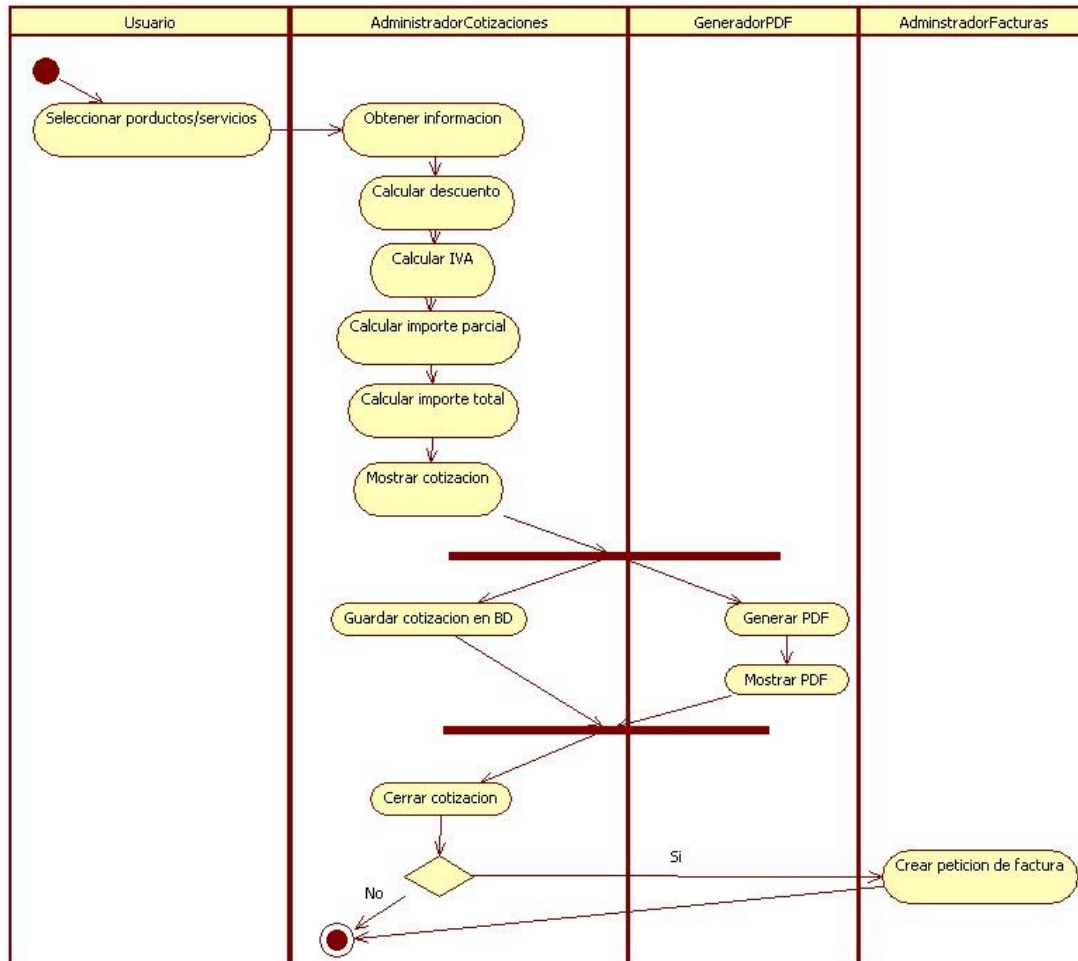 Usuario
AdministradorCotizaciones
GeneradorPDF
AdminstradorFacturas
Seleccionar porductos/servicios
Obtener informacion
Calcular descuento
Calcular IVA
Calcular importe parcial
Calcular importe total
Mostrar cotizacion
Guardar cotizacion en BD
Generar PDF
Mostrar PDF
Cerrar cotizacion
Si
Crear peticion de factura
No